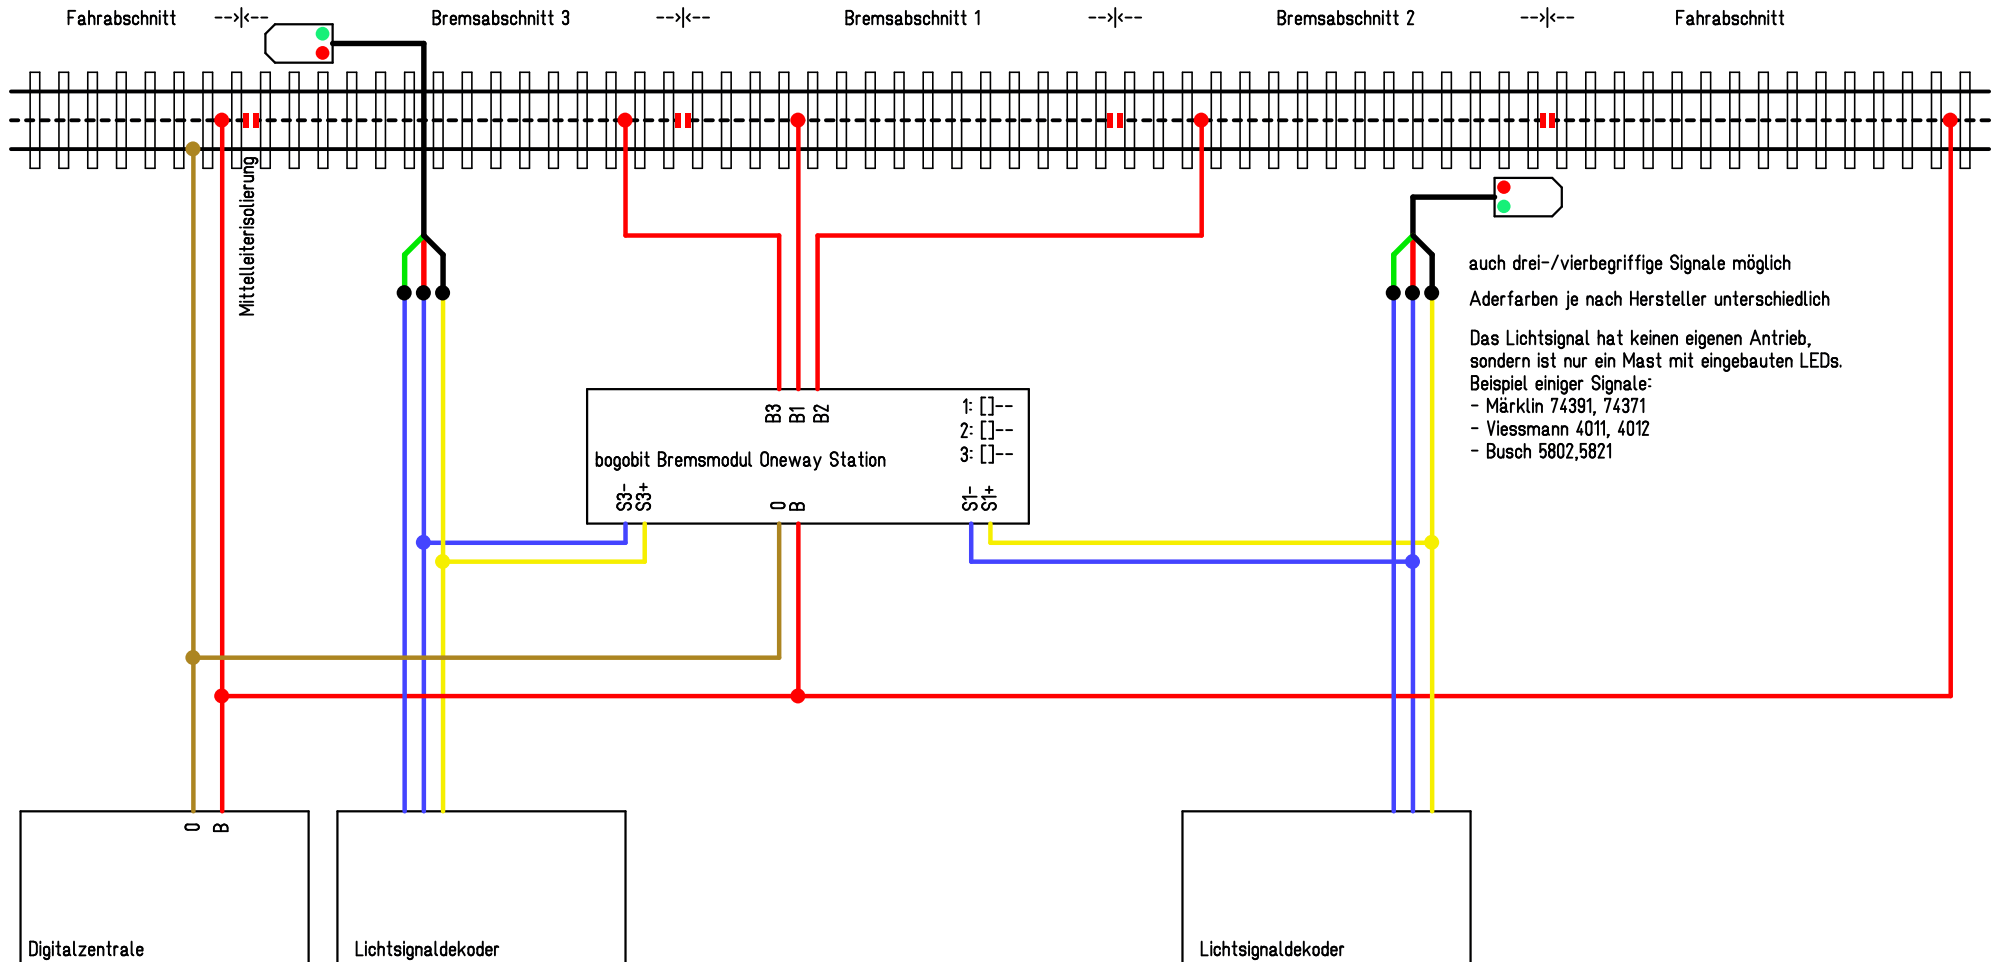 Fahrabschnitt -->|<-- Bremsabschnitt 3 -->|<-- Bremsabschnitt 1 -->|<-- Bremsabschnitt 2 -->|<-- Fahrabschnitt
Mittelleiterisolierung
auch drei-/vierbegriffige Signale möglich
Aderfarben je nach Hersteller unterschiedlich
Das Lichtsignal hat keinen eigenen Antrieb,
sondern ist nur ein Mast mit eingebauten LEDs.
Beispiel einiger Signale:
- Märklin 74391, 74371
- Viessmann 4011, 4012
- Busch 5802,5821
B3 B1 B2
1: []--
2: []--
3: []--
bogobit Bremsmodul Oneway Station
S3- S3+ 0 B S1- S1+
0 B
Digitalzentrale
Lichtsignaldekoder
Lichtsignaldekoder